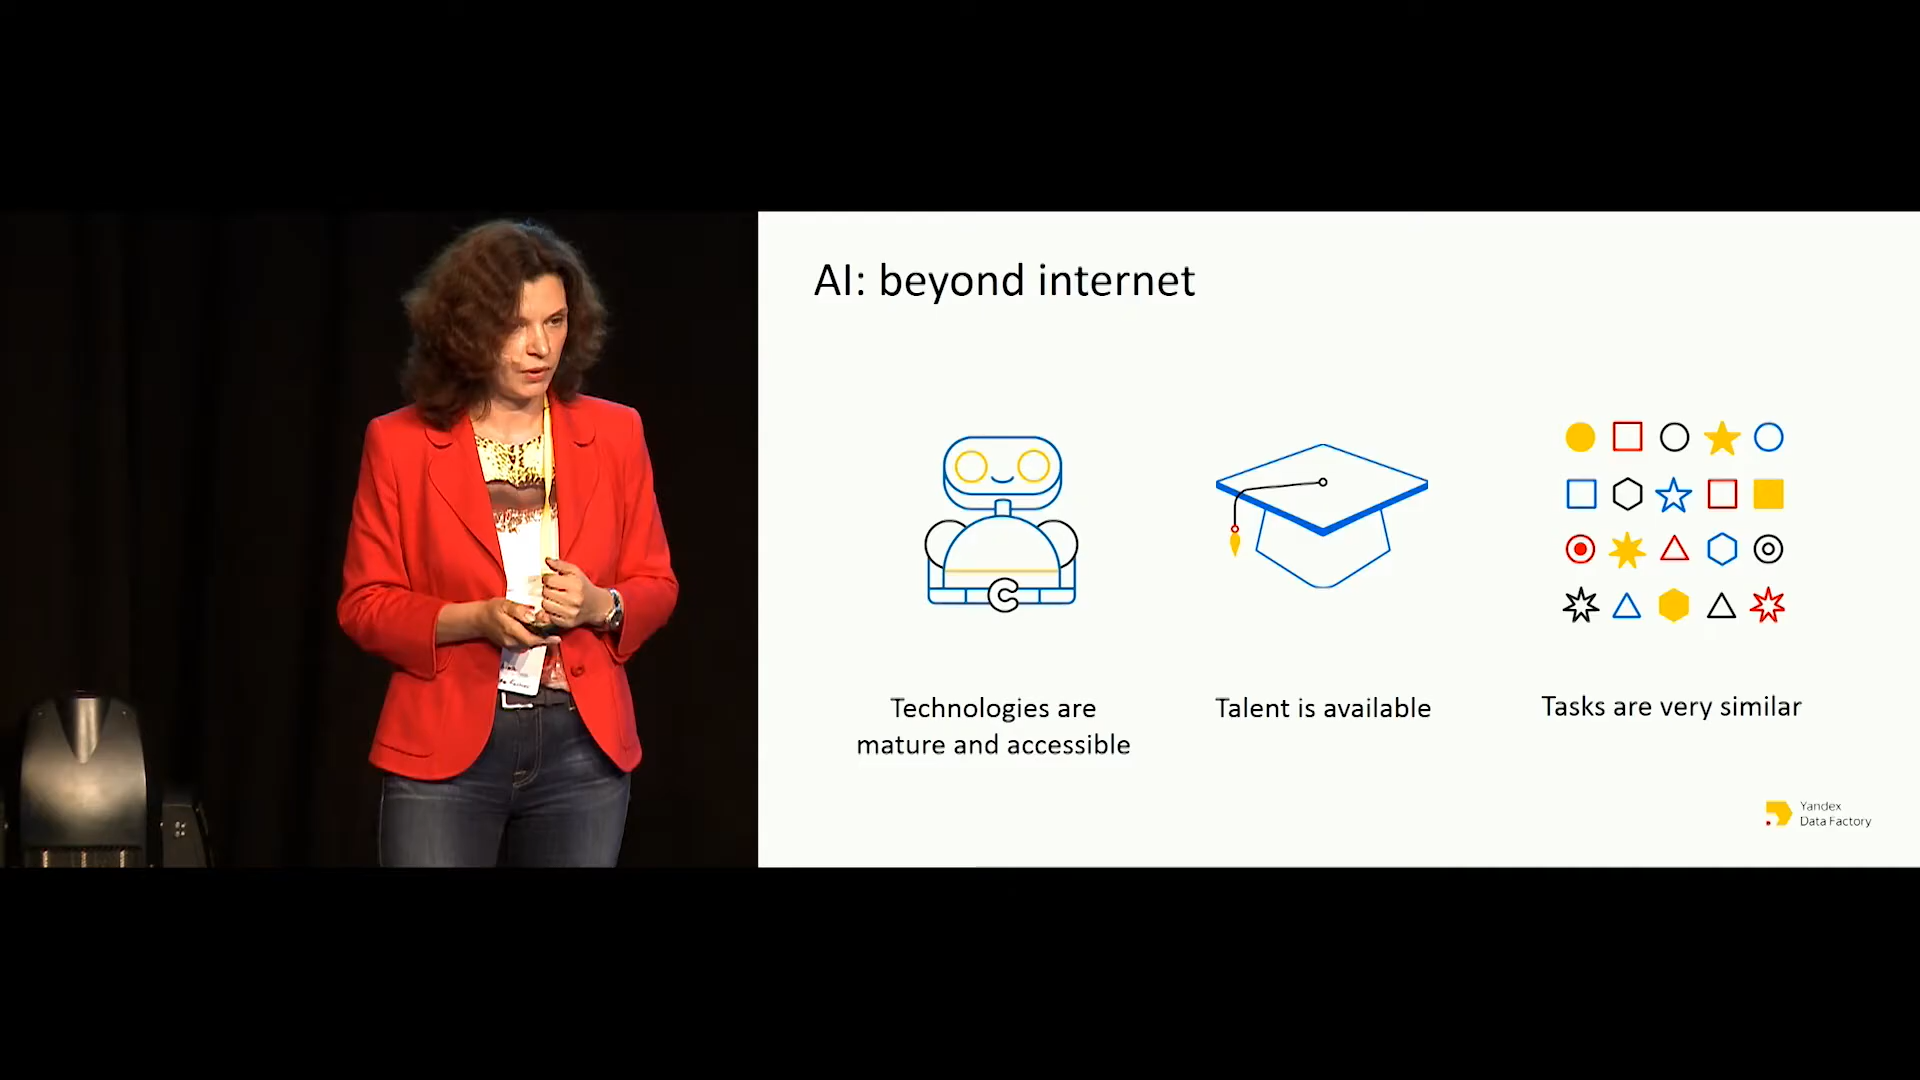 AI: beyond internet
Technologies are
mature and accessible
Talent is available
Tasks are very similar
Yandex
Data Factory